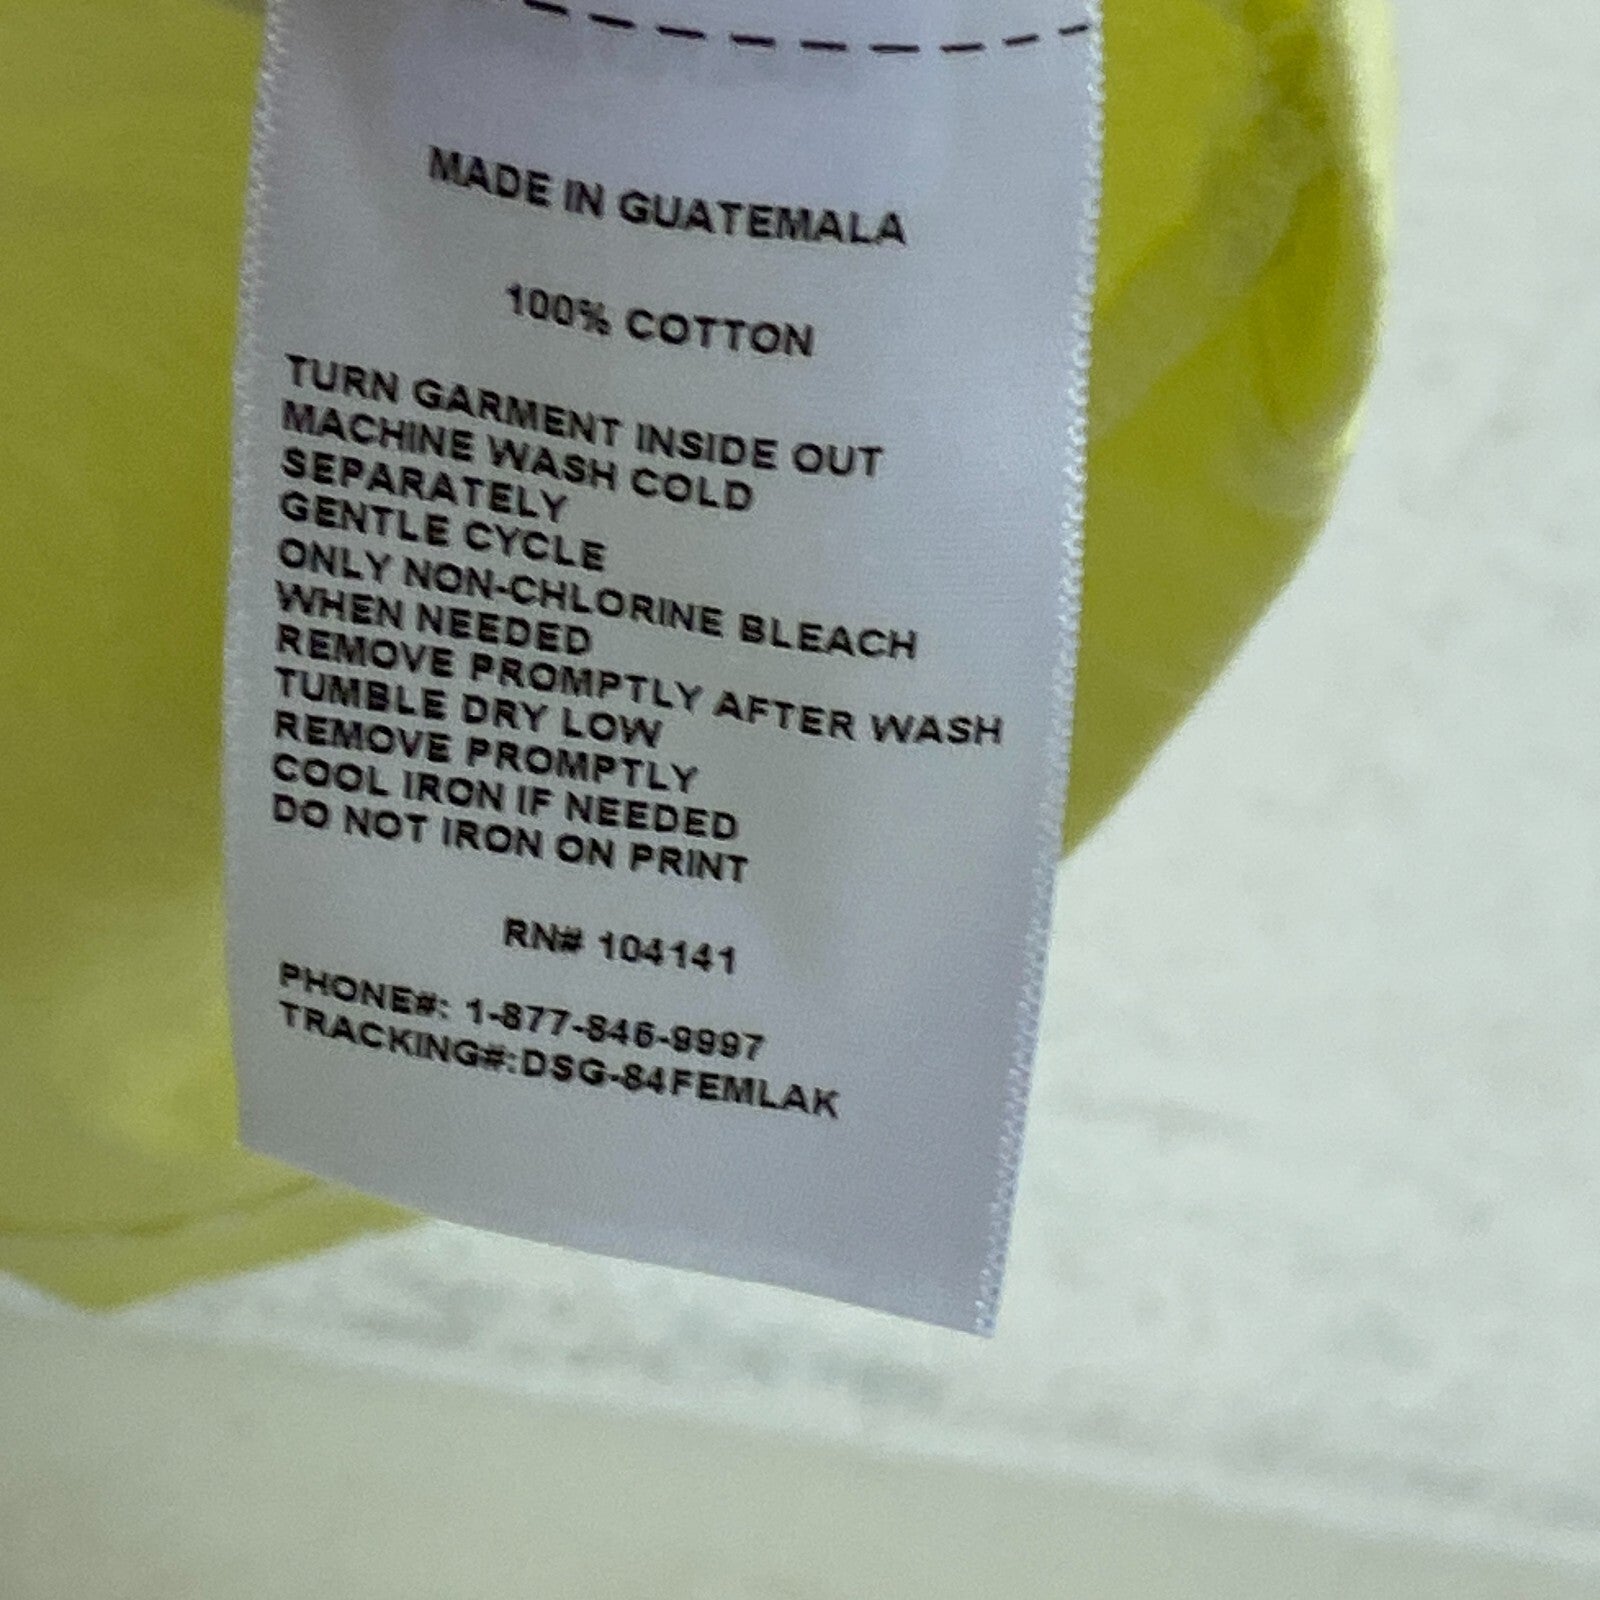 MADE IN GUATEMALA
100% COTTON
TURN GARMENT INSIDE OUT
MACHINE WASH COLD
SEPARATELY
GENTLE CYCLE
ONLY NON-CHLORINE BLEACH
WHEN NEEDED
REMOVE PROMPTLY AFTER WASH
TUMBLE DRY LOW
REMOVE PROMPTLY
COOL IRON IF NEEDED
DO NOT IRON ON PRINT
RN# 104141
PHONE#: 1-877-846-9997
TRACKING#:DSG-84FEMLAK